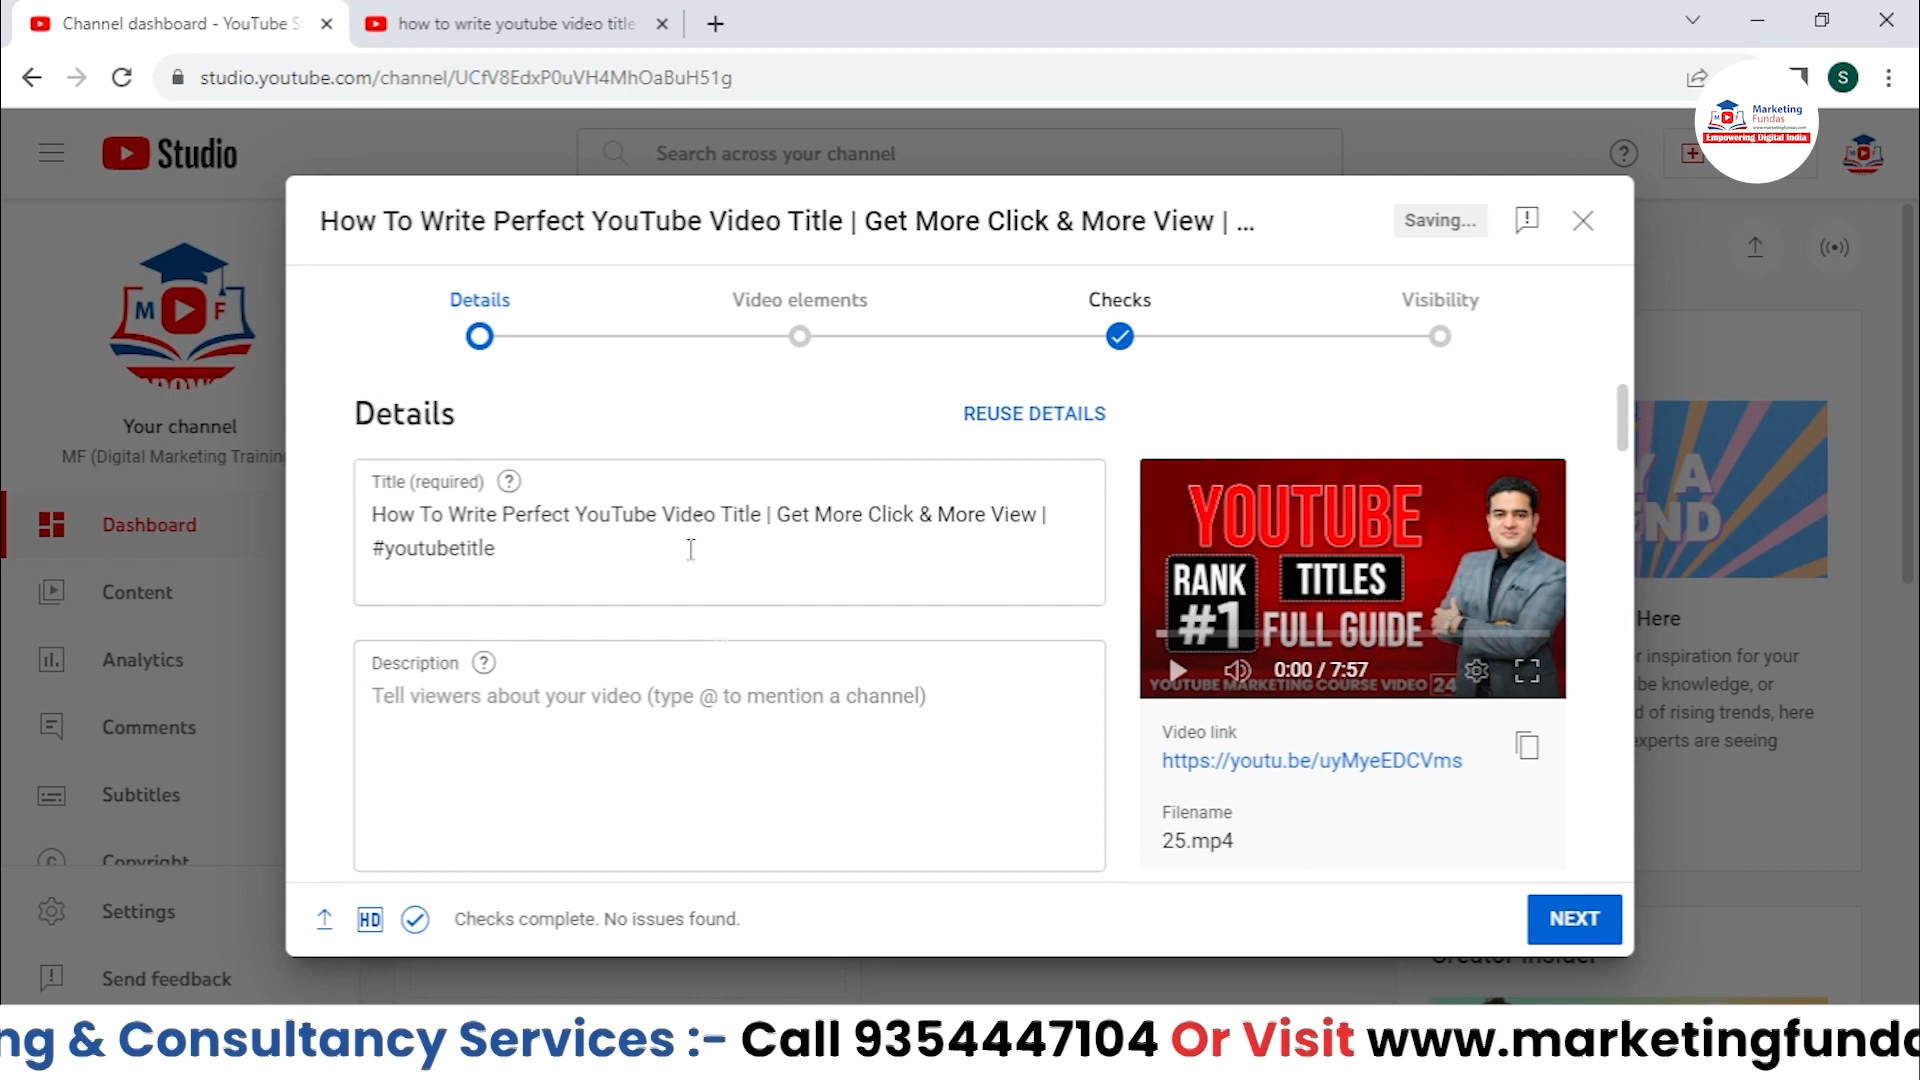 Channel dashboard - YouTube S
how to write youtube video title
studio.youtube.com/channel/UCfV8EdxP0uVH4MhOaBuH51g
S
Marketing
Fundas
www.marketingfundas.com
Empowering Digital India
M F
Studio
Search across your channel
How To Write Perfect YouTube Video Title | Get More Click & More View | ...
Saving...
Details
Video elements
Checks
Visibility
M F
Your channel
MF (Digital Marketing Trainin
Dashboard
Content
Analytics
Comments
Subtitles
Copyright
Settings
Send feedback
Details
REUSE DETAILS
Title (required)
How To Write Perfect YouTube Video Title | Get More Click & More View |
#youtubetitle
Description
Tell viewers about your video (type @ to mention a channel)
YOUTUBE
RANK
#1
TITLES
FULL GUIDE
0:00 / 7:57
YOUTUBE MARKETING COURSE VIDEO 24
Video link
https://youtu.be/uyMyeEDCVms
Filename
25.mp4
Y A
END
Here
r inspiration for your
be knowledge, or
d of rising trends, here
experts are seeing
HD
Checks complete. No issues found.
NEXT
Creator Insider
ng & Consultancy Services :- Call 9354447104 Or Visit www.marketingfunda